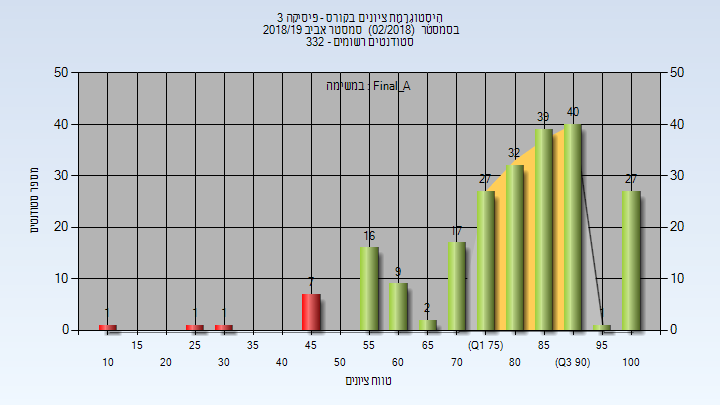 היסטוגרמת ציונים בקורס - פיסיקה 3
בסמסטר (02/2018) סמסטר אביב 2018/19
סטודנטים רשומים - 332
במשימה : Final_A
מספר סטודנטים
50 50
40 40
30 30
20 20
10 10
0 0
1 1 1 7 16 9 2 17 27 32 39 40 1 27
15 25 35 45 55 65 (Q1 75) 85 95
10 20 30 40 50 60 70 80 (Q3 90) 100
טווח ציונים